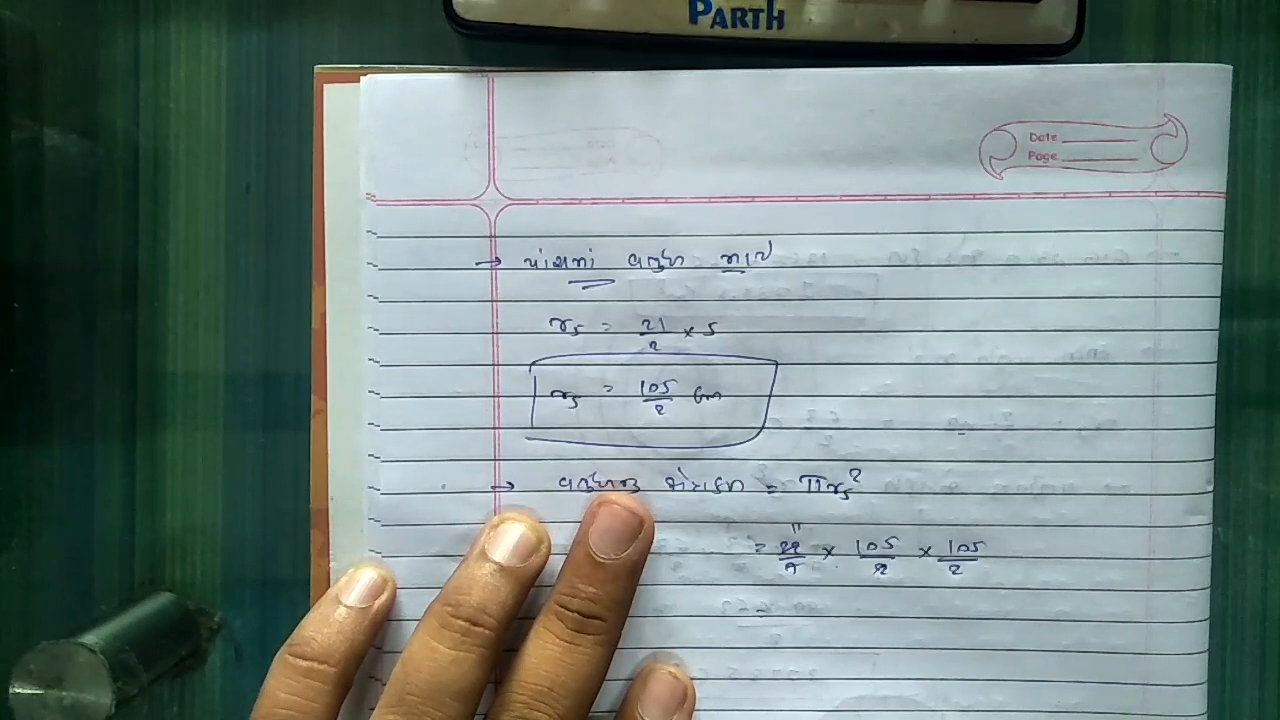 PARTH
Date
Page
→ પાંચમાં વર્તુળ માટે
r₅ = 21/2 × 5
r₅ = 105/2 cm
→ વર્તુળનું ક્ષેત્રફળ = πr₅²
11
= 22/7 × 105/2 × 105/2